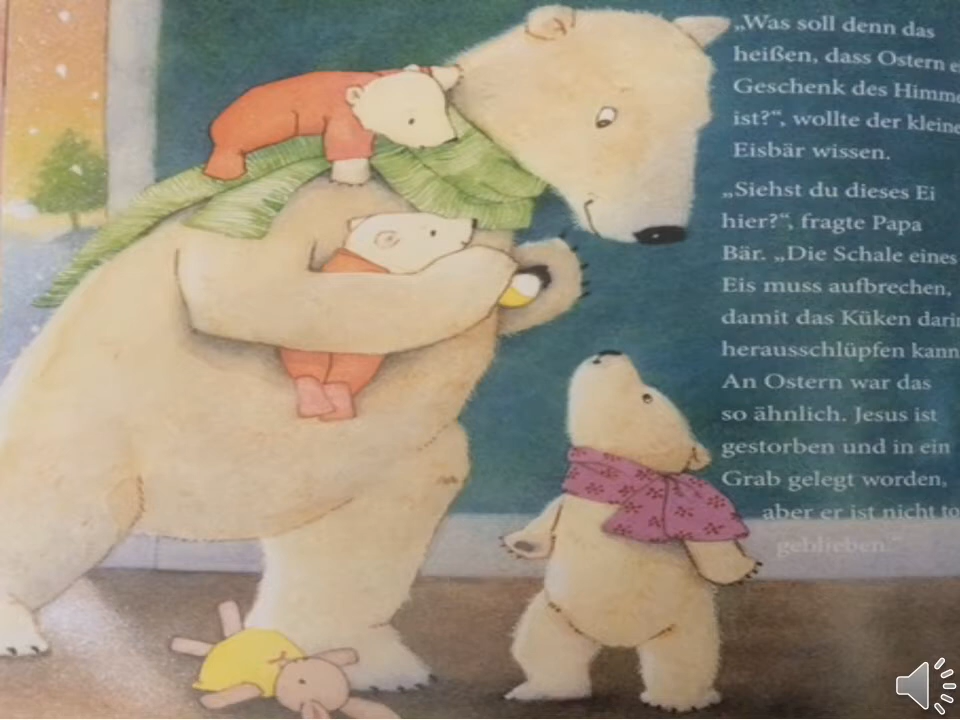 „Was soll denn das
heißen, dass Ostern e
Geschenk des Himme
ist?“, wollte der kleine
Eisbär wissen.
„Siehst du dieses Ei
hier?“, fragte Papa
Bär. „Die Schale eines
Eis muss aufbrechen,
damit das Küken darin
herausschlüpfen kann
An Ostern war das
so ähnlich. Jesus ist
gestorben und in ein
Grab gelegt worden,
aber er ist nicht to
geblieben.“